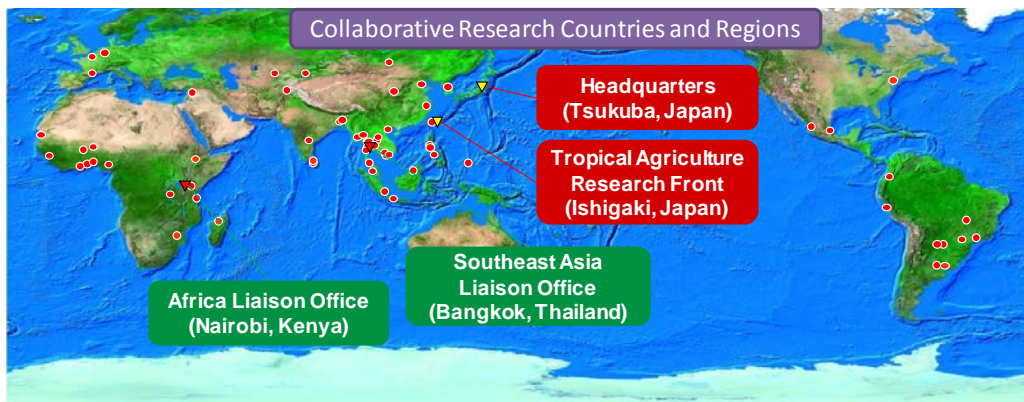 Collaborative Research Countries and Regions
Headquarters
(Tsukuba, Japan)
Tropical Agriculture
Research Front
(Ishigaki, Japan)
Southeast Asia
Liaison Office
(Bangkok, Thailand)
Africa Liaison Office
(Nairobi, Kenya)